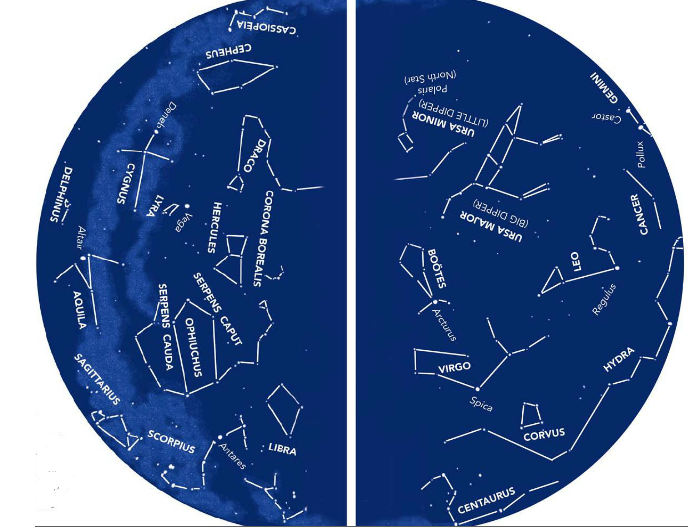 CASSIOPEIA
CEPHEUS
Deneb
DRACO
CYGNUS
DELPHINUS
LYRA
Vega
HERCULES
CORONA BOREALIS
Altair
AQUILA
SERPENS CAUDA
OPHIUCHUS
SERPENS CAPUT
SAGITTARIUS
SCORPIUS
Antares
LIBRA
Polaris
(North Star)
URSA MINOR
(LITTLE DIPPER)
GEMINI
Castor
Pollux
CANCER
URSA MAJOR
(BIG DIPPER)
BOÖTES
Arcturus
LEO
Regulus
VIRGO
Spica
HYDRA
CORVUS
CENTAURUS